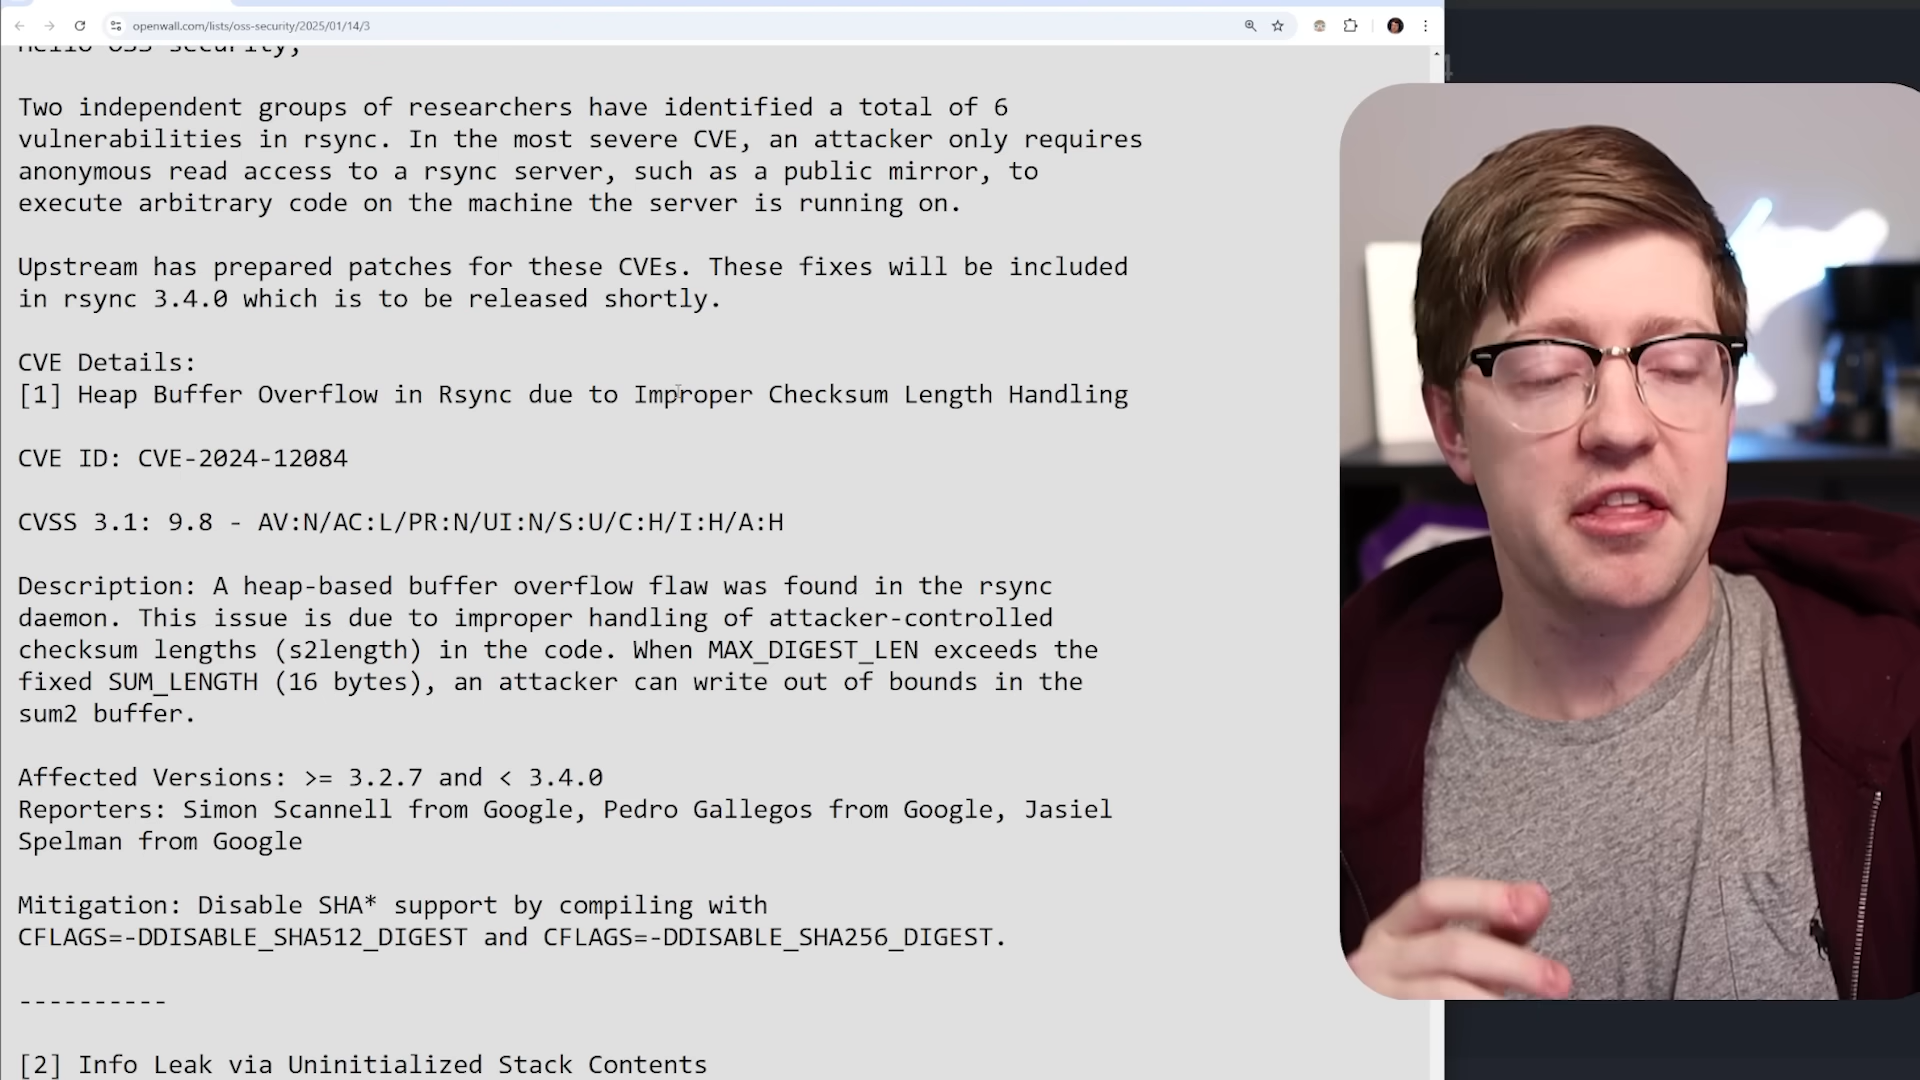 openwall.com/lists/oss-security/2025/01/14/3
Hello oss-security,
Two independent groups of researchers have identified a total of 6
vulnerabilities in rsync. In the most severe CVE, an attacker only requires
anonymous read access to a rsync server, such as a public mirror, to
execute arbitrary code on the machine the server is running on.
Upstream has prepared patches for these CVEs. These fixes will be included
in rsync 3.4.0 which is to be released shortly.
CVE Details:
[1] Heap Buffer Overflow in Rsync due to Improper Checksum Length Handling
CVE ID: CVE-2024-12084
CVSS 3.1: 9.8 - AV:N/AC:L/PR:N/UI:N/S:U/C:H/I:H/A:H
Description: A heap-based buffer overflow flaw was found in the rsync
daemon. This issue is due to improper handling of attacker-controlled
checksum lengths (s2length) in the code. When MAX_DIGEST_LEN exceeds the
fixed SUM_LENGTH (16 bytes), an attacker can write out of bounds in the
sum2 buffer.
Affected Versions: >= 3.2.7 and < 3.4.0
Reporters: Simon Scannell from Google, Pedro Gallegos from Google, Jasiel
Spelman from Google
Mitigation: Disable SHA* support by compiling with
CFLAGS=-DDISABLE_SHA512_DIGEST and CFLAGS=-DDISABLE_SHA256_DIGEST.
----------
[2] Info Leak via Uninitialized Stack Contents